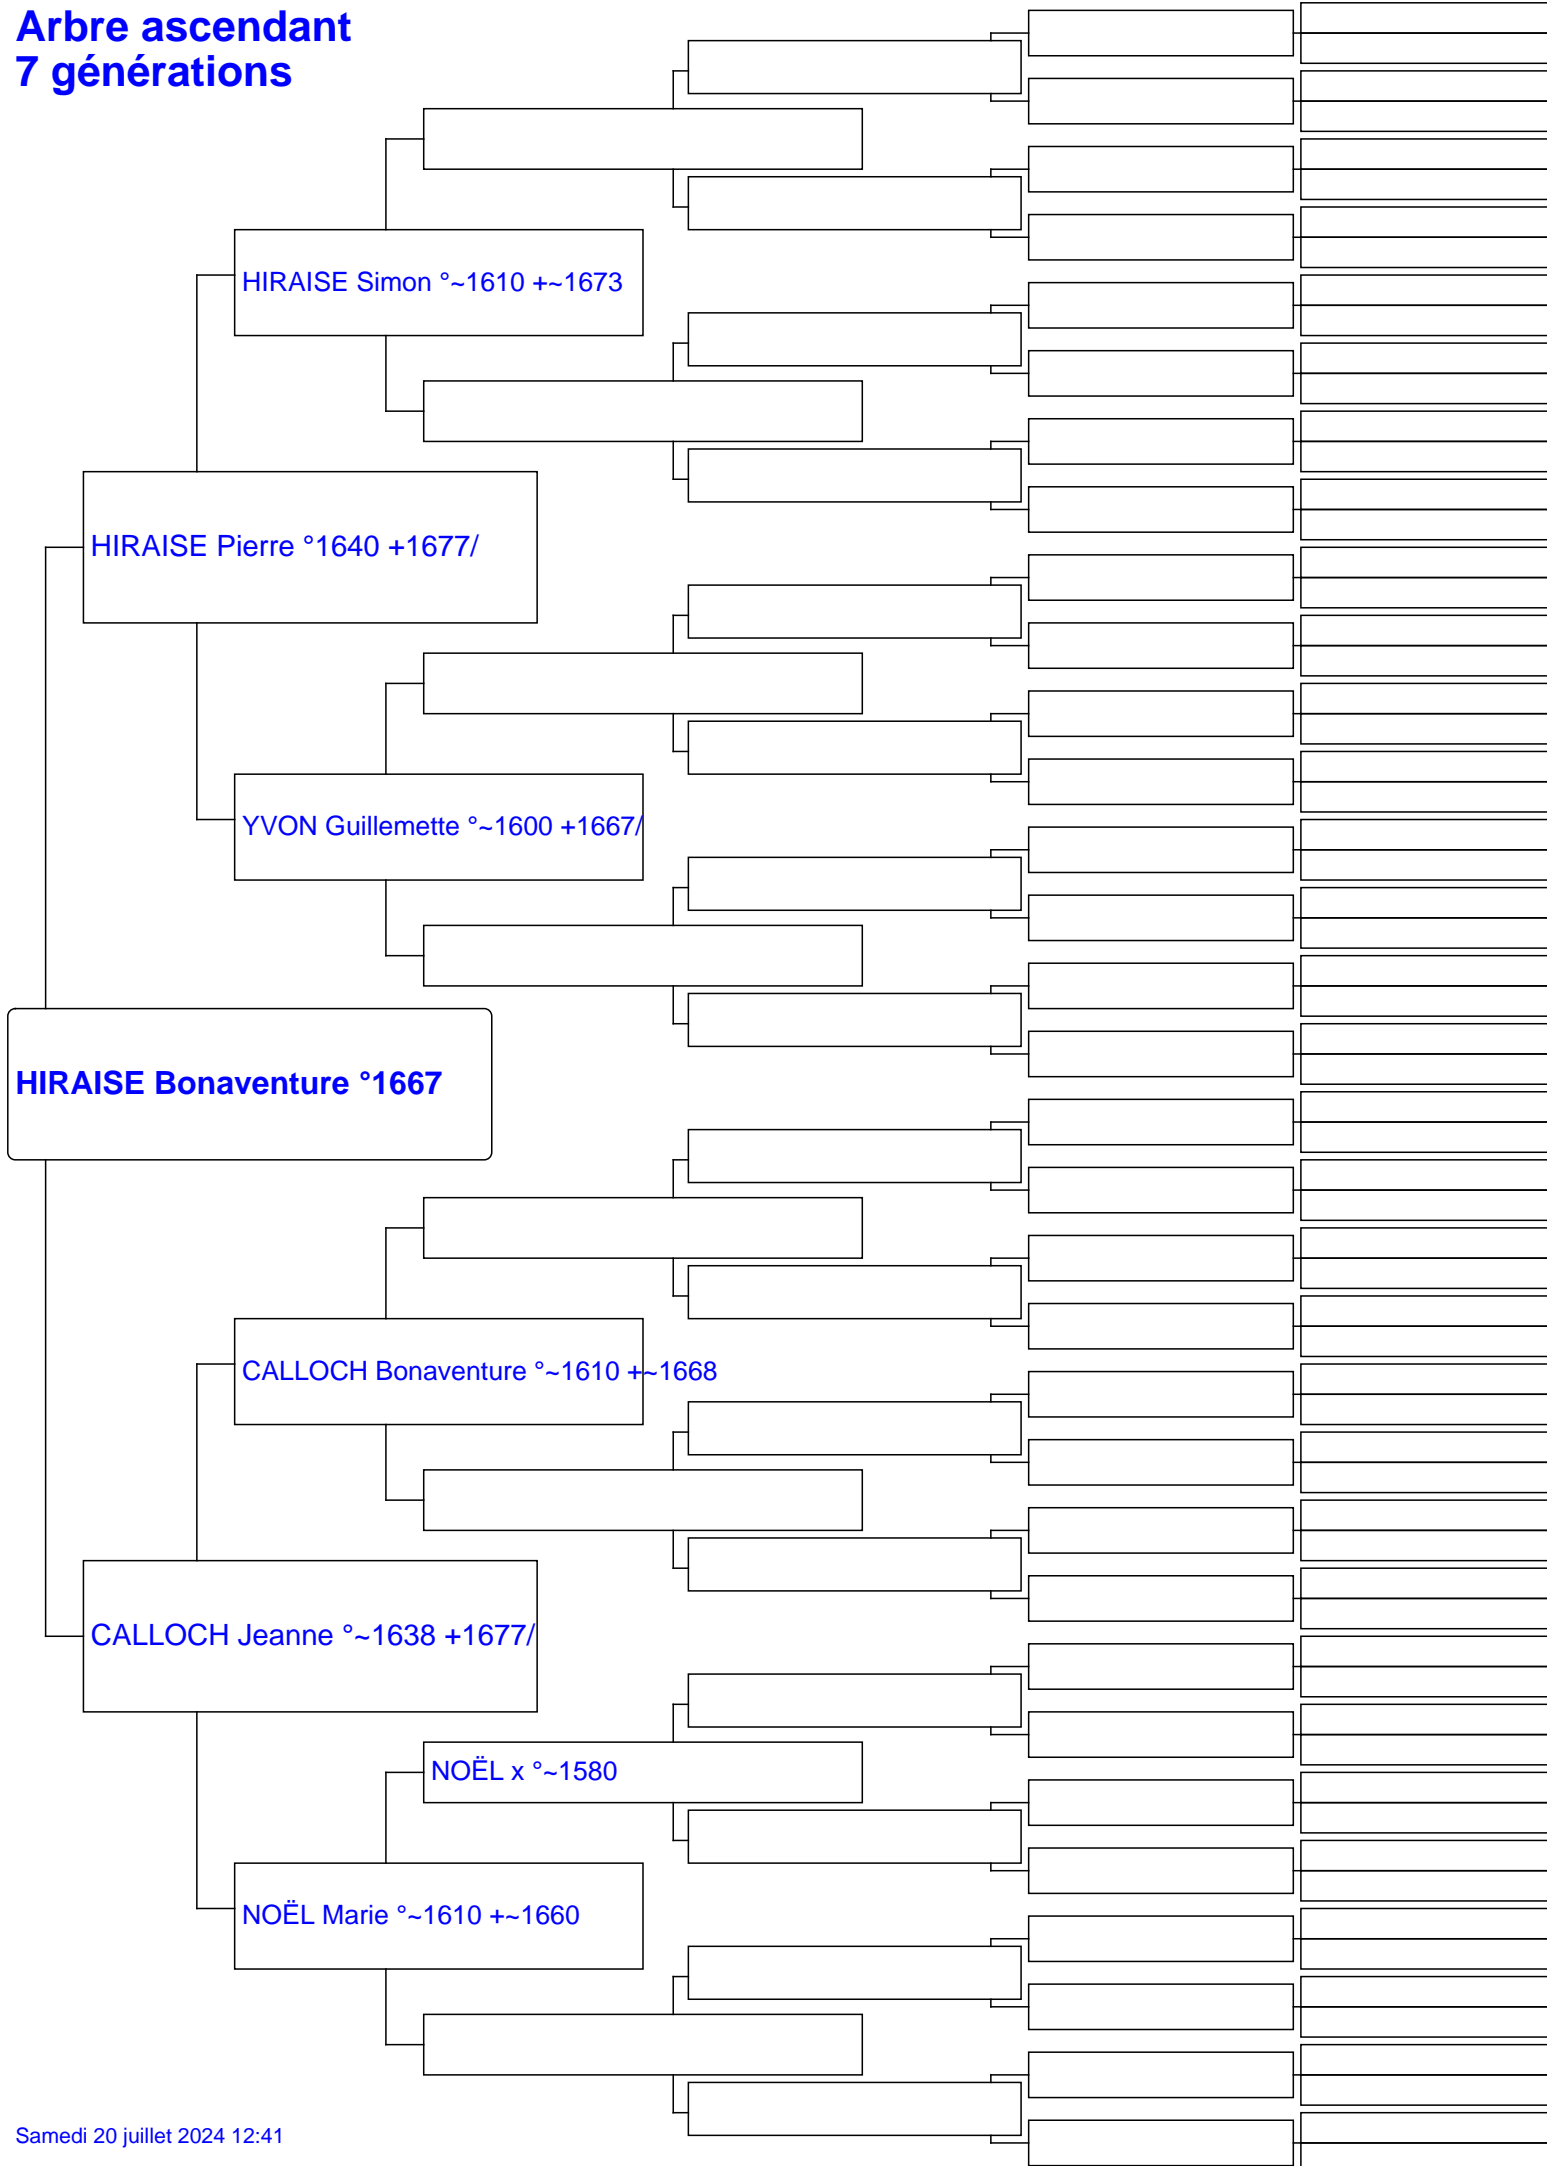 Arbre ascendant
7 générations
HIRAISE Simon °~1610 +~1673
HIRAISE Pierre °1640 +1677/
YVON Guillemette °~1600 +1667/
HIRAISE Bonaventure °1667
CALLOCH Bonaventure °~1610 +~1668
CALLOCH Jeanne °~1638 +1677/
NOËL x °~1580
NOËL Marie °~1610 +~1660
Samedi 20 juillet 2024 12:41